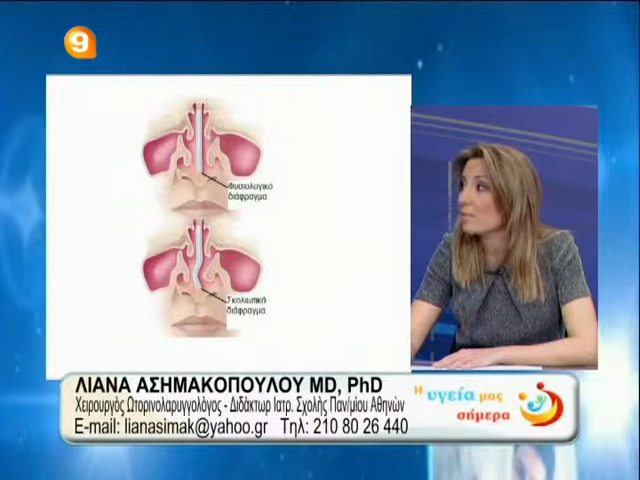 9
Φυσιολογικό
διάφραγμα
Σκολιωτικό
διάφραγμα
ΛΙΑΝΑ ΑΣΗΜΑΚΟΠΟΥΛΟΥ MD, PhD
Χειρουργὸς Ωτορινολαρυγγολόγος - Διδάκτωρ Ιατρ. Σχολής Παν/μίου Αθηνών
E-mail: lianasimak@yahoo.gr Τηλ: 210 80 26 440
Η υγεία μας
σήμερα